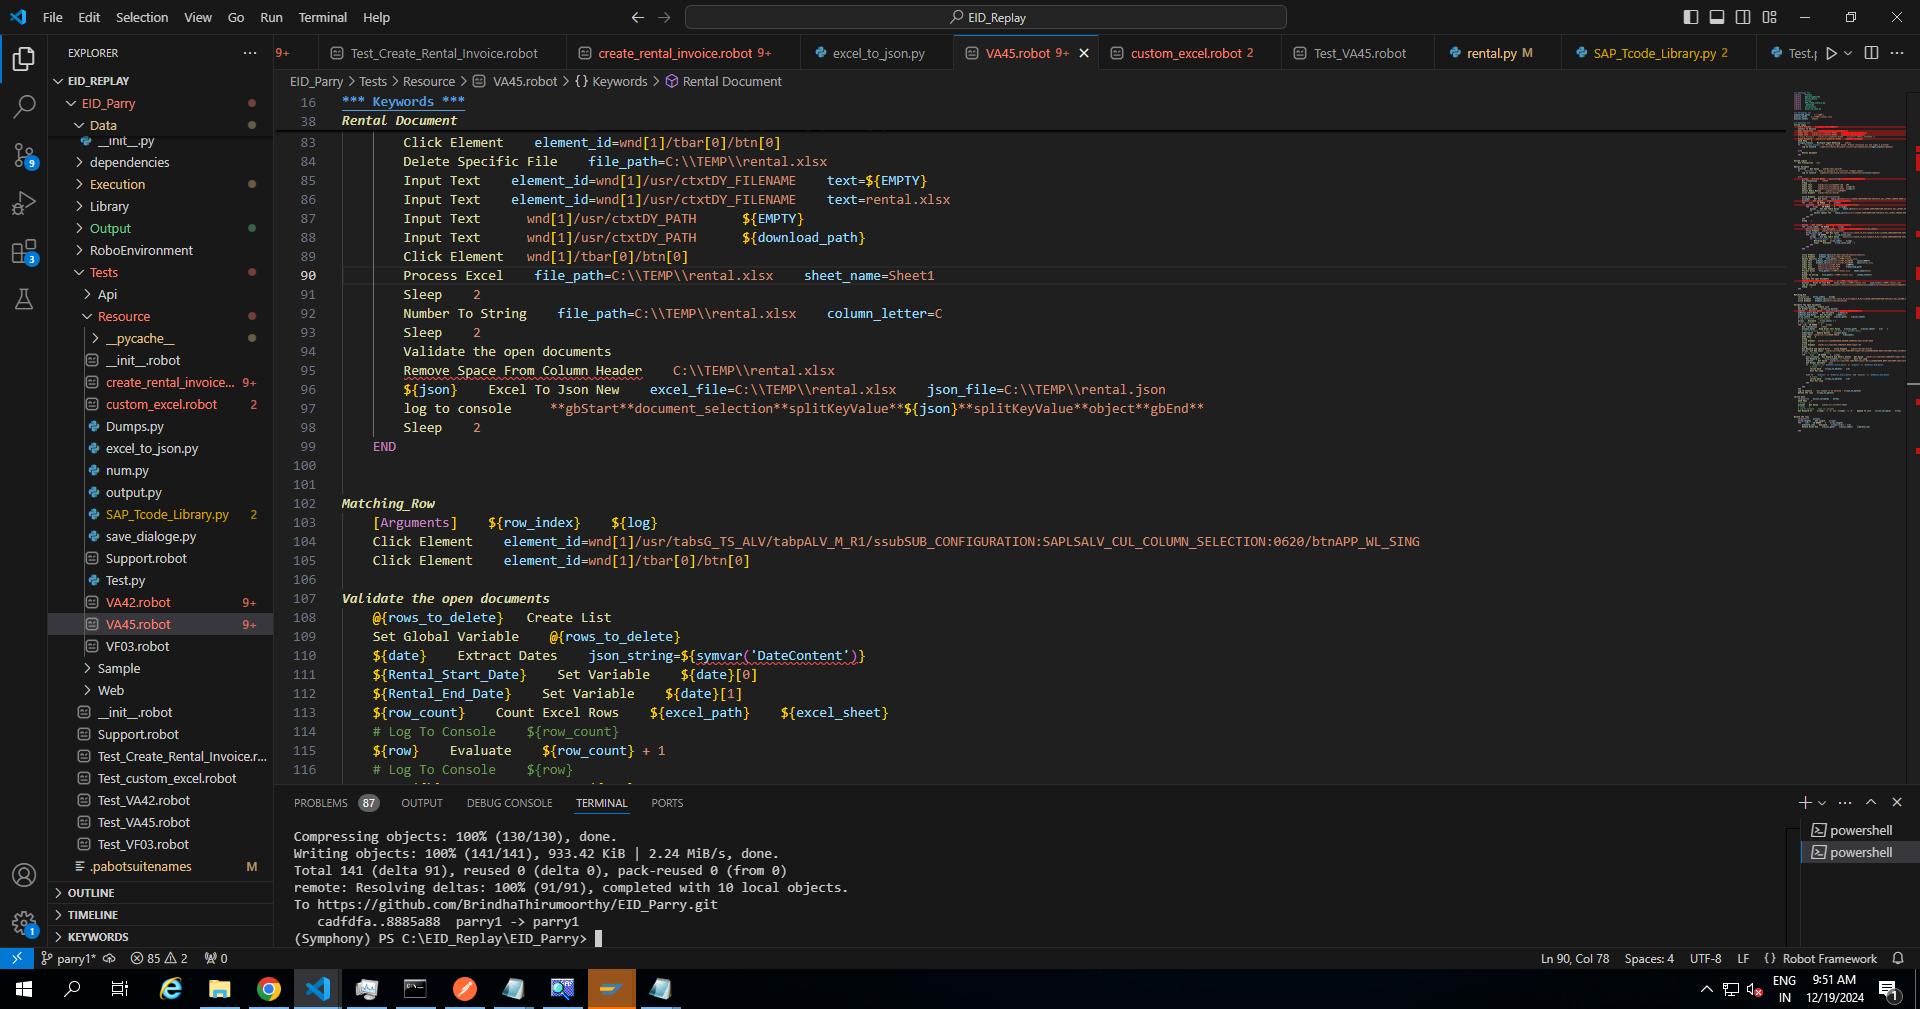 File Edit Selection View Go Run Terminal Help
EID_Replay
EXPLORER
9+
Test_Create_Rental_Invoice.robot
create_rental_invoice.robot 9+
excel_to_json.py
VA45.robot 9+
custom_excel.robot 2
Test_VA45.robot
rental.py M
SAP_Tcode_Library.py 2
Test.p
EID_Parry > Tests > Resource > VA45.robot > {} Keywords > Rental Document
EID_REPLAY
EID_Parry
Data
__init__.py
dependencies
Execution
Library
Output
RoboEnvironment
Tests
Api
Resource
__pycache__
__init__.robot
create_rental_invoice... 9+
custom_excel.robot 2
Dumps.py
excel_to_json.py
num.py
output.py
SAP_Tcode_Library.py 2
save_dialoge.py
Support.robot
Test.py
VA42.robot 9+
VA45.robot 9+
VF03.robot
Sample
Web
__init__.robot
Support.robot
Test_Create_Rental_Invoice.r...
Test_custom_excel.robot
Test_VA42.robot
Test_VA45.robot
Test_VF03.robot
.pabotsuitenames M
OUTLINE
TIMELINE
KEYWORDS
9
3
1
16 *** Keywords ***
38 Rental Document
83 Click Element    element_id=wnd[1]/tbar[0]/btn[0]
84 Delete Specific File    file_path=C:\\TEMP\\rental.xlsx
85 Input Text    element_id=wnd[1]/usr/ctxtDY_FILENAME    text=${EMPTY}
86 Input Text    element_id=wnd[1]/usr/ctxtDY_FILENAME    text=rental.xlsx
87 Input Text      wnd[1]/usr/ctxtDY_PATH      ${EMPTY}
88 Input Text      wnd[1]/usr/ctxtDY_PATH      ${download_path}
89 Click Element   wnd[1]/tbar[0]/btn[0]
90 Process Excel    file_path=C:\\TEMP\\rental.xlsx    sheet_name=Sheet1
91 Sleep    2
92 Number To String    file_path=C:\\TEMP\\rental.xlsx    column_letter=C
93 Sleep    2
94 Validate the open documents
95 Remove Space From Column Header    C:\\TEMP\\rental.xlsx
96 ${json}    Excel To Json New    excel_file=C:\\TEMP\\rental.xlsx    json_file=C:\\TEMP\\rental.json
97 log to console     **gbStart**document_selection**splitKeyValue**${json}**splitKeyValue**object**gbEnd**
98 Sleep    2
99 END
100
101
102 Matching_Row
103 [Arguments]    ${row_index}    ${log}
104 Click Element    element_id=wnd[1]/usr/tabsG_TS_ALV/tabpALV_M_R1/ssubSUB_CONFIGURATION:SAPLSALV_CUL_COLUMN_SELECTION:0620/btnAPP_WL_SING
105 Click Element    element_id=wnd[1]/tbar[0]/btn[0]
106
107 Validate the open documents
108 @{rows_to_delete}   Create List
109 Set Global Variable    @{rows_to_delete}
110 ${date}    Extract Dates    json_string=${symvar('DateContent')}
111 ${Rental_Start_Date}    Set Variable    ${date}[0]
112 ${Rental_End_Date}    Set Variable    ${date}[1]
113 ${row_count}    Count Excel Rows    ${excel_path}    ${excel_sheet}
114 # Log To Console    ${row_count}
115 ${row}    Evaluate    ${row_count} + 1
116 # Log To Console    ${row}
PROBLEMS 87 OUTPUT DEBUG CONSOLE TERMINAL PORTS
Compressing objects: 100% (130/130), done.
Writing objects: 100% (141/141), 933.42 KiB | 2.24 MiB/s, done.
Total 141 (delta 91), reused 0 (delta 0), pack-reused 0 (from 0)
remote: Resolving deltas: 100% (91/91), completed with 10 local objects.
To https://github.com/BrindhaThirumoorthy/EID_Parry.git
cadfdfa..8885a88  parry1 -> parry1
(Symphony) PS C:\EID_Replay\EID_Parry>
powershell
powershell
parry1* 85 2 0
Ln 90, Col 78 Spaces: 4 UTF-8 LF {} Robot Framework
ENG
IN
9:51 AM
12/19/2024
1